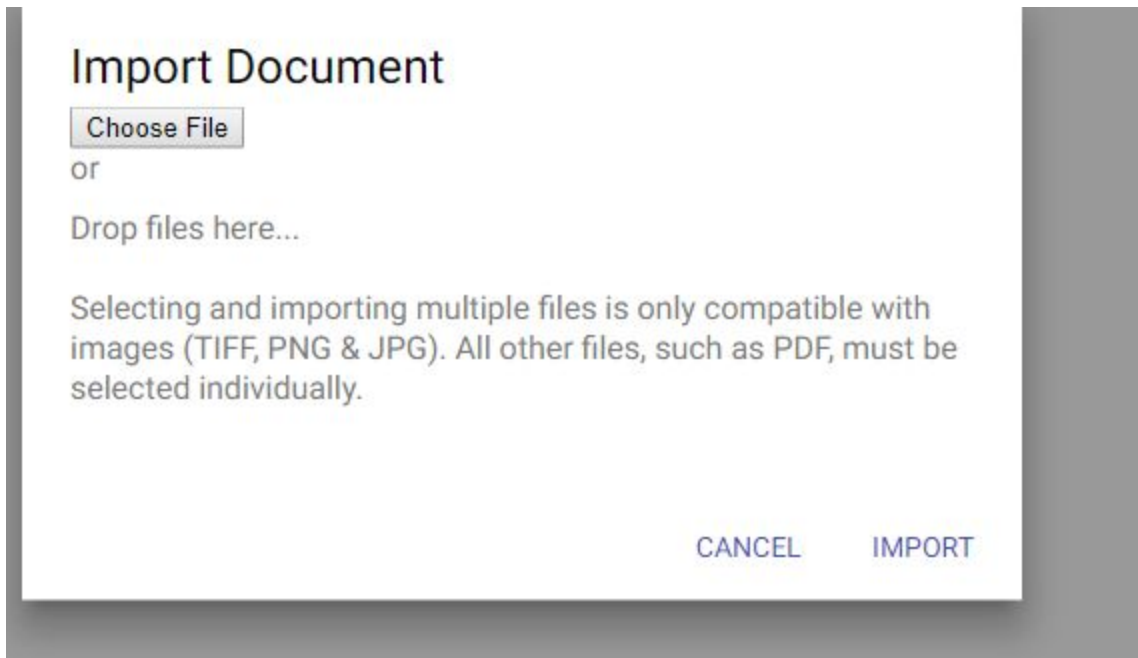 Import Document
Choose File
or
Drop files here...
Selecting and importing multiple files is only compatible with
images (TIFF, PNG & JPG). All other files, such as PDF, must be
selected individually.
CANCEL IMPORT